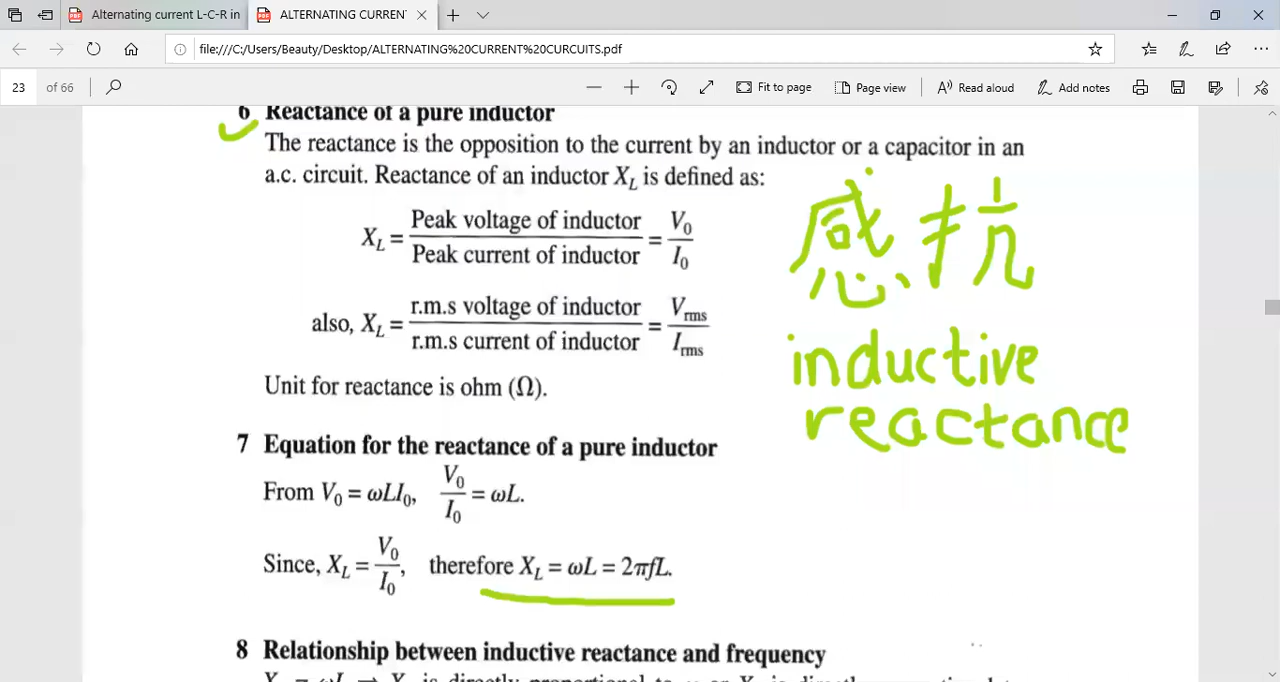 Alternating current L-C-R in
ALTERNATING CURREN
file:///C:/Users/Beauty/Desktop/ALTERNATING%20CURRENT%20CURCUITS.pdf
23 of 66
Fit to page
Page view
Read aloud
Add notes
6 Reactance of a pure inductor
The reactance is the opposition to the current by an inductor or a capacitor in an
a.c. circuit. Reactance of an inductor X_L is defined as:
X_L = Peak voltage of inductor / Peak current of inductor = V_0 / I_0
also, X_L = r.m.s voltage of inductor / r.m.s current of inductor = V_rms / I_rms
Unit for reactance is ohm (Ω).
感抗
inductive
reactance
7 Equation for the reactance of a pure inductor
From V_0 = ωLI_0, V_0 / I_0 = ωL.
Since, X_L = V_0 / I_0, therefore X_L = ωL = 2πfL.
8 Relationship between inductive reactance and frequency